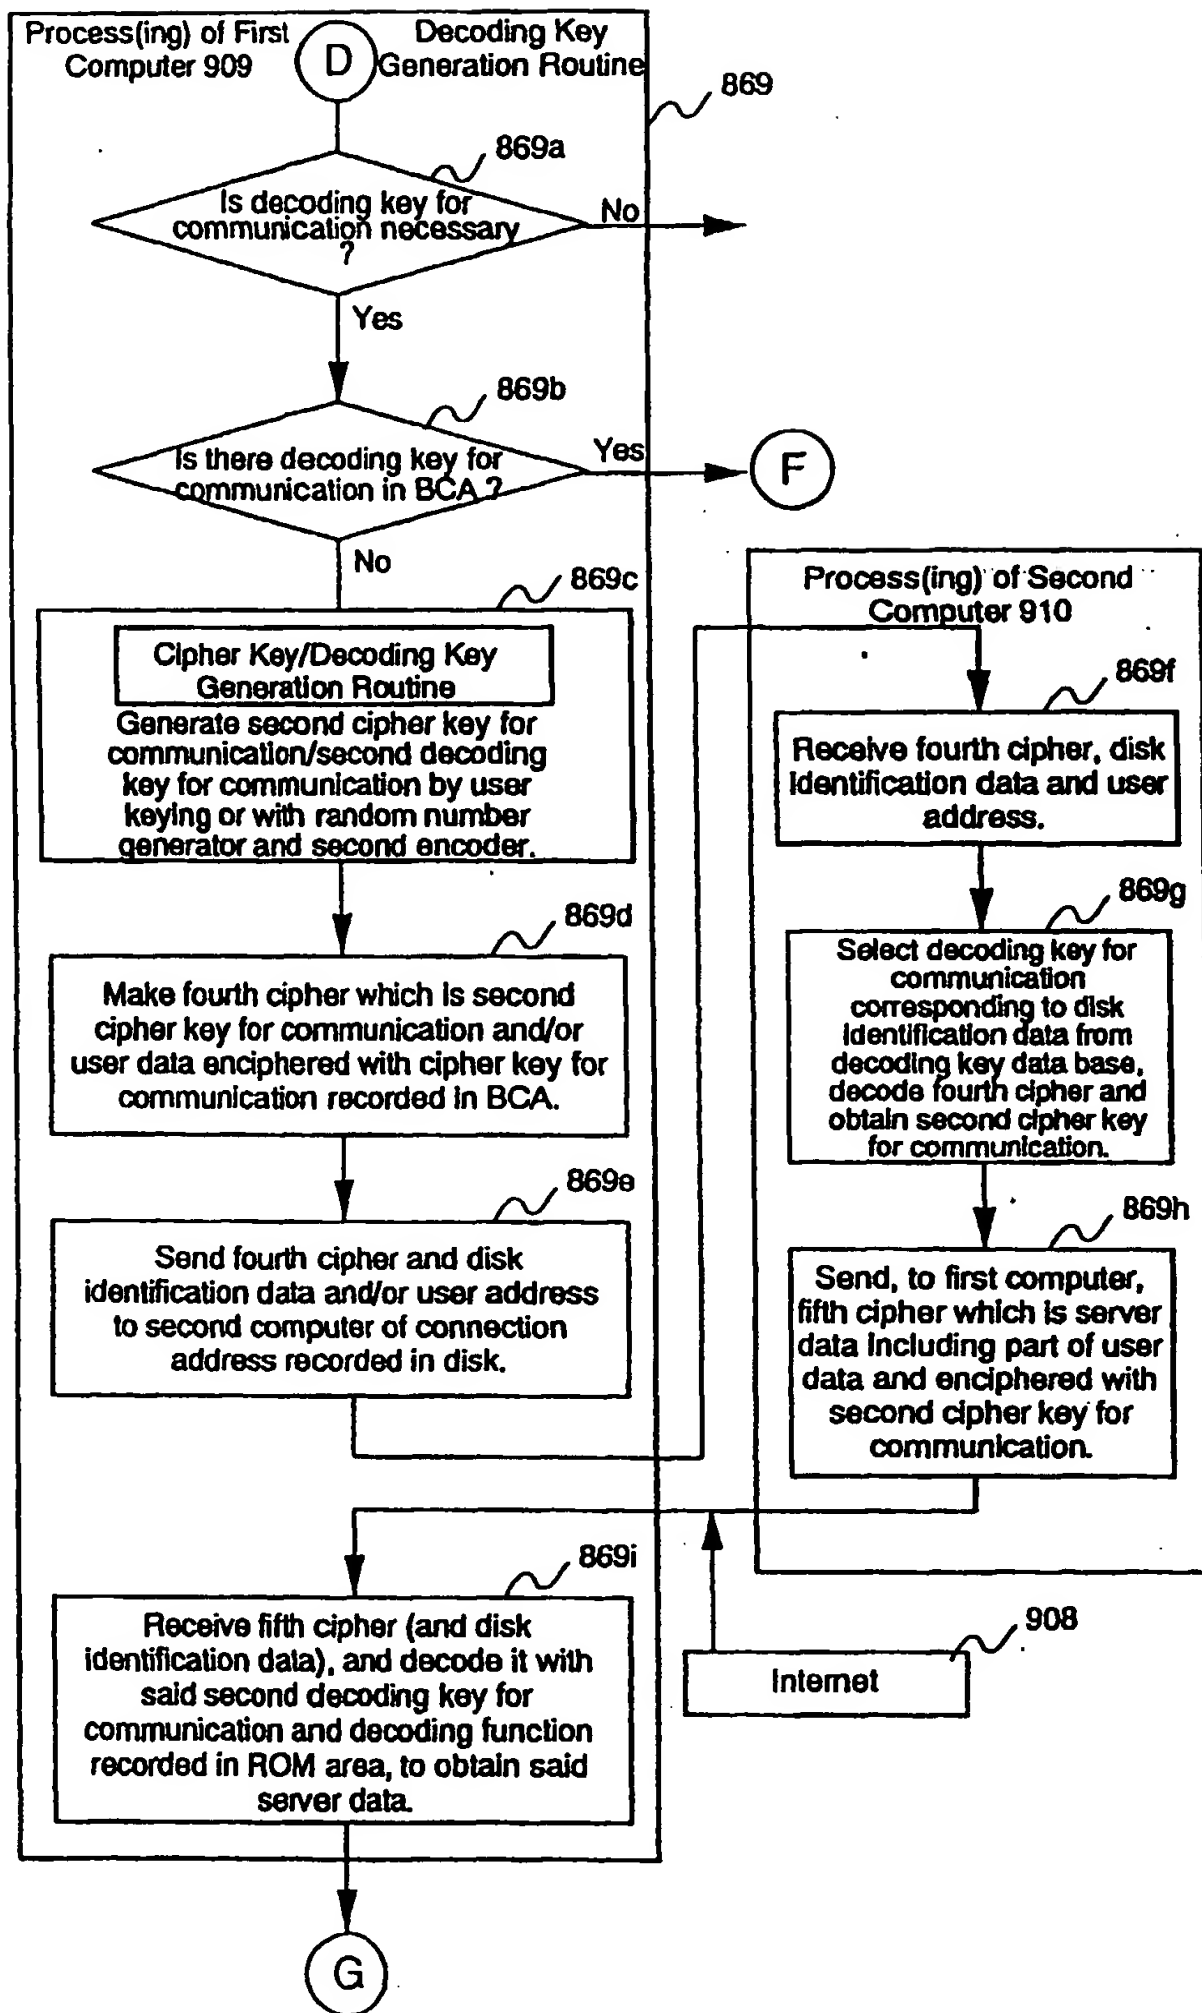 Process(ing) of First
Computer 909
D
Decoding Key
Generation Routine
869
869a
Is decoding key for
communication necessary
?
No
Yes
869b
Is there decoding key for
communication in BCA ?
Yes
F
No
869c
Cipher Key/Decoding Key
Generation Routine
Generate second cipher key for
communication/second decoding
key for communication by user
keying or with random number
generator and second encoder.
869d
Make fourth cipher which is second
cipher key for communication and/or
user data enciphered with cipher key for
communication recorded in BCA.
869e
Send fourth cipher and disk
identification data and/or user address
to second computer of connection
address recorded in disk.
Process(ing) of Second
Computer 910
869f
Receive fourth cipher, disk
identification data and user
address.
869g
Select decoding key for
communication
corresponding to disk
identification data from
decoding key data base,
decode fourth cipher and
obtain second cipher key
for communication.
869h
Send, to first computer,
fifth cipher which is server
data including part of user
data and enciphered with
second cipher key for
communication.
869i
Receive fifth cipher (and disk
identification data), and decode it with
said second decoding key for
communication and decoding function
recorded in ROM area, to obtain said
server data.
908
Internet
G